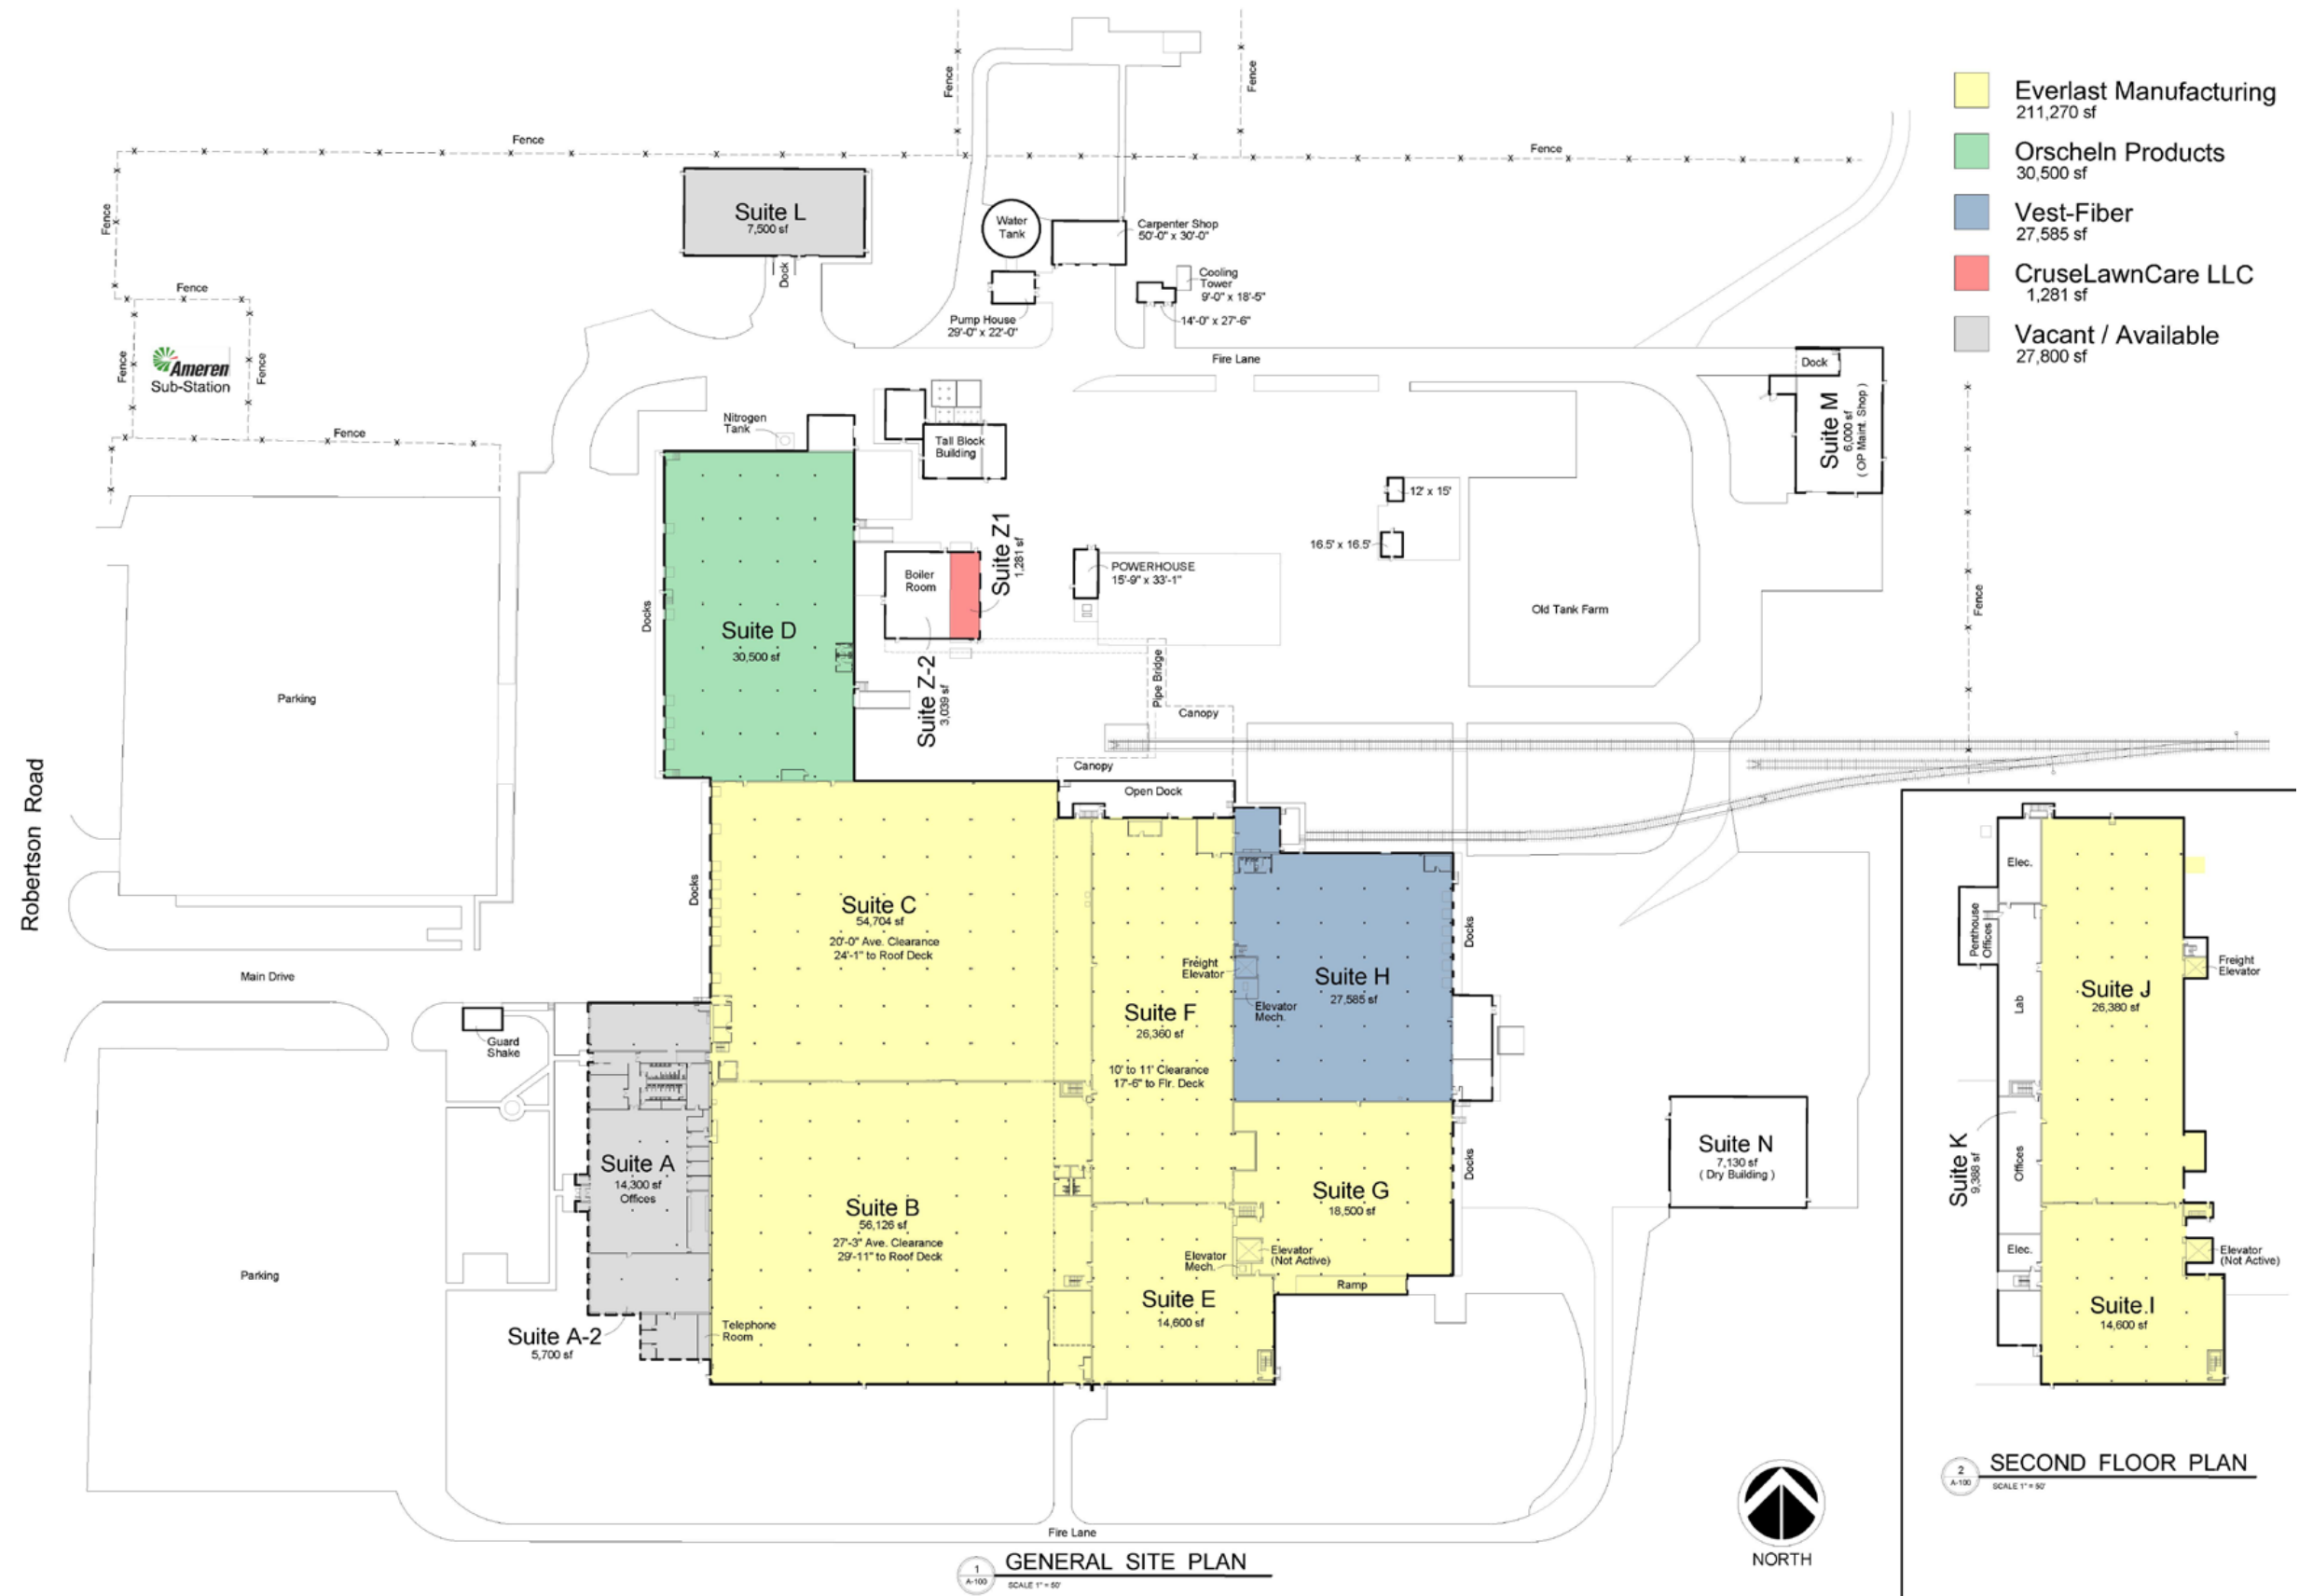 Everlast Manufacturing
211,270 sf
Orscheln Products
30,500 sf
Vest-Fiber
27,585 sf
CruseLawnCare LLC
1,281 sf
Vacant / Available
27,800 sf
Fence
Fence
Fence
Fence
Fence
Fence
Fence
Fence
Fence
Fence
Ameren
Sub-Station
Suite L
7,500 sf
Dock
Water
Tank
Carpenter Shop
50'-0" x 30'-0"
Pump House
29'-0" x 22'-0"
Cooling
Tower
9'-0" x 18'-5"
14'-0" x 27'-6"
Fire Lane
Dock
Suite M
6,000 sf
( OP Maint. Shop )
Nitrogen
Tank
Tall Block
Building
12' x 15'
16.5' x 16.5'
Suite D
30,500 sf
Docks
Boiler
Room
Suite Z1
1,281 sf
Suite Z-2
3,039 sf
POWERHOUSE
15'-9" x 33'-1"
Old Tank Farm
Pipe Bridge
Canopy
Canopy
Open Dock
Parking
Robertson Road
Main Drive
Guard
Shake
Parking
Docks
Suite C
54,704 sf
20'-0" Ave. Clearance
24'-1" to Roof Deck
Suite F
26,360 sf
10' to 11' Clearance
17'-6" to Flr. Deck
Freight
Elevator
Elevator
Mech.
Suite H
27,585 sf
Docks
Docks
Suite A
14,300 sf
Offices
Suite A-2
5,700 sf
Telephone
Room
Suite B
56,126 sf
27'-3" Ave. Clearance
29'-11" to Roof Deck
Suite G
18,500 sf
Elevator
(Not Active)
Elevator
Mech.
Ramp
Suite E
14,600 sf
Suite N
7,130 sf
( Dry Building )
Fire Lane
1
A-100
GENERAL SITE PLAN
SCALE 1" = 50'
NORTH
Elec.
Penthouse
Offices
Lab
Suite J
26,380 sf
Freight
Elevator
Suite K
9,388 sf
Offices
Elec.
Elevator
(Not Active)
Suite I
14,600 sf
2
A-100
SECOND FLOOR PLAN
SCALE 1" = 50'